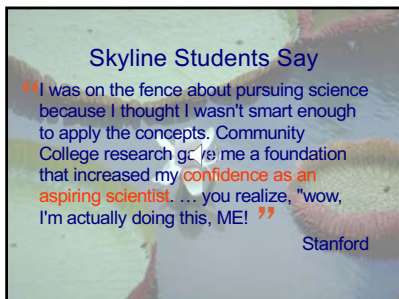 Skyline Students Say
“I was on the fence about pursuing science
because I thought I wasn't smart enough
to apply the concepts. Community
College research gave me a foundation
that increased my confidence as an
aspiring scientist. … you realize, "wow,
I'm actually doing this, ME! ”
Stanford